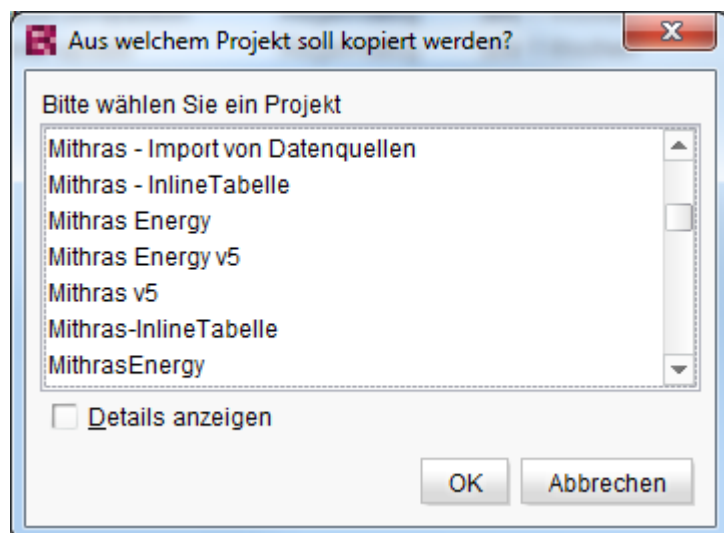 Aus welchem Projekt soll kopiert werden?
Bitte wählen Sie ein Projekt
Mithras - Import von Datenquellen
Mithras - InlineTabelle
Mithras Energy
Mithras Energy v5
Mithras v5
Mithras-InlineTabelle
MithrasEnergy
Details anzeigen
OK Abbrechen